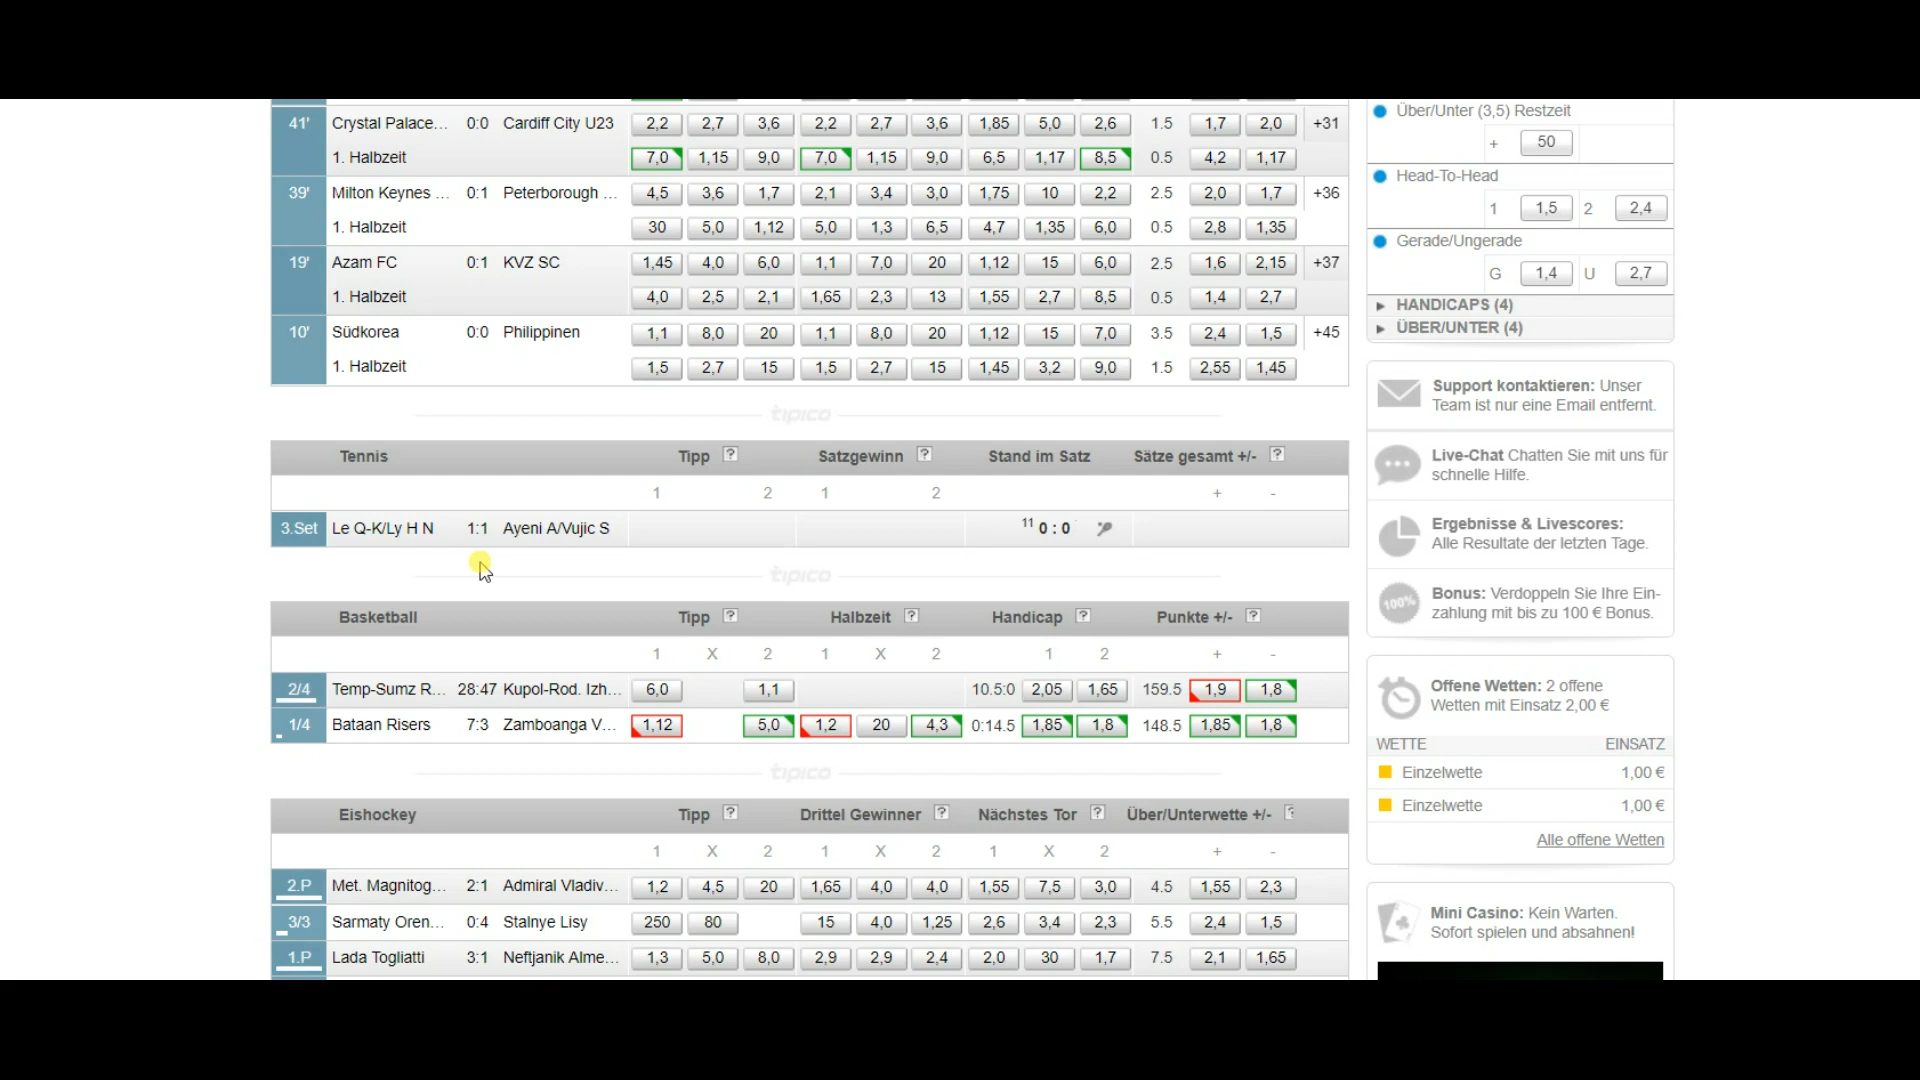 41' Crystal Palace... 0:0 Cardiff City U23 2,2 2,7 3,6 2,2 2,7 3,6 1,85 5,0 2,6 1.5 1,7 2,0 +31
1. Halbzeit 7,0 1,15 9,0 7,0 1,15 9,0 6,5 1,17 8,5 0.5 4,2 1,17
39' Milton Keynes ... 0:1 Peterborough ... 4,5 3,6 1,7 2,1 3,4 3,0 1,75 10 2,2 2.5 2,0 1,7 +36
1. Halbzeit 30 5,0 1,12 5,0 1,3 6,5 4,7 1,35 6,0 0.5 2,8 1,35
19' Azam FC 0:1 KVZ SC 1,45 4,0 6,0 1,1 7,0 20 1,12 15 6,0 2.5 1,6 2,15 +37
1. Halbzeit 4,0 2,5 2,1 1,65 2,3 13 1,55 2,7 8,5 0.5 1,4 2,7
10' Südkorea 0:0 Philippinen 1,1 8,0 20 1,1 8,0 20 1,12 15 7,0 3.5 2,4 1,5 +45
1. Halbzeit 1,5 2,7 15 1,5 2,7 15 1,45 3,2 9,0 1.5 2,55 1,45
tipico
Tennis Tipp ? Satzgewinn ? Stand im Satz Sätze gesamt +/- ?
1 2 1 2 + -
3.Set Le Q-K/Ly H N 1:1 Ayeni A/Vujic S 11 0 : 0
tipico
Basketball Tipp ? Halbzeit ? Handicap ? Punkte +/- ?
1 X 2 1 X 2 1 2 + -
2/4 Temp-Sumz R... 28:47 Kupol-Rod. Izh... 6,0 1,1 10.5:0 2,05 1,65 159.5 1,9 1,8
1/4 Bataan Risers 7:3 Zamboanga V... 1,12 5,0 1,2 20 4,3 0:14.5 1,85 1,8 148.5 1,85 1,8
tipico
Eishockey Tipp ? Drittel Gewinner ? Nächstes Tor ? Über/Unterwette +/- ?
1 X 2 1 X 2 1 X 2 + -
2.P Met. Magnitog... 2:1 Admiral Vladiv... 1,2 4,5 20 1,65 4,0 4,0 1,55 7,5 3,0 4.5 1,55 2,3
3/3 Sarmaty Oren... 0:4 Stalnye Lisy 250 80 15 4,0 1,25 2,6 3,4 2,3 5.5 2,4 1,5
1.P Lada Togliatti 3:1 Neftjanik Alme... 1,3 5,0 8,0 2,9 2,9 2,4 2,0 30 1,7 7.5 2,1 1,65
Über/Unter (3,5) Restzeit
+ 50
Head-To-Head
1 1,5 2 2,4
Gerade/Ungerade
G 1,4 U 2,7
HANDICAPS (4)
ÜBER/UNTER (4)
Support kontaktieren: Unser
Team ist nur eine Email entfernt.
Live-Chat Chatten Sie mit uns für
schnelle Hilfe.
Ergebnisse & Livescores:
Alle Resultate der letzten Tage.
100%
Bonus: Verdoppeln Sie Ihre Ein-
zahlung mit bis zu 100 € Bonus.
Offene Wetten: 2 offene
Wetten mit Einsatz 2,00 €
WETTE EINSATZ
Einzelwette 1,00 €
Einzelwette 1,00 €
Alle offene Wetten
Mini Casino: Kein Warten.
Sofort spielen und absahnen!